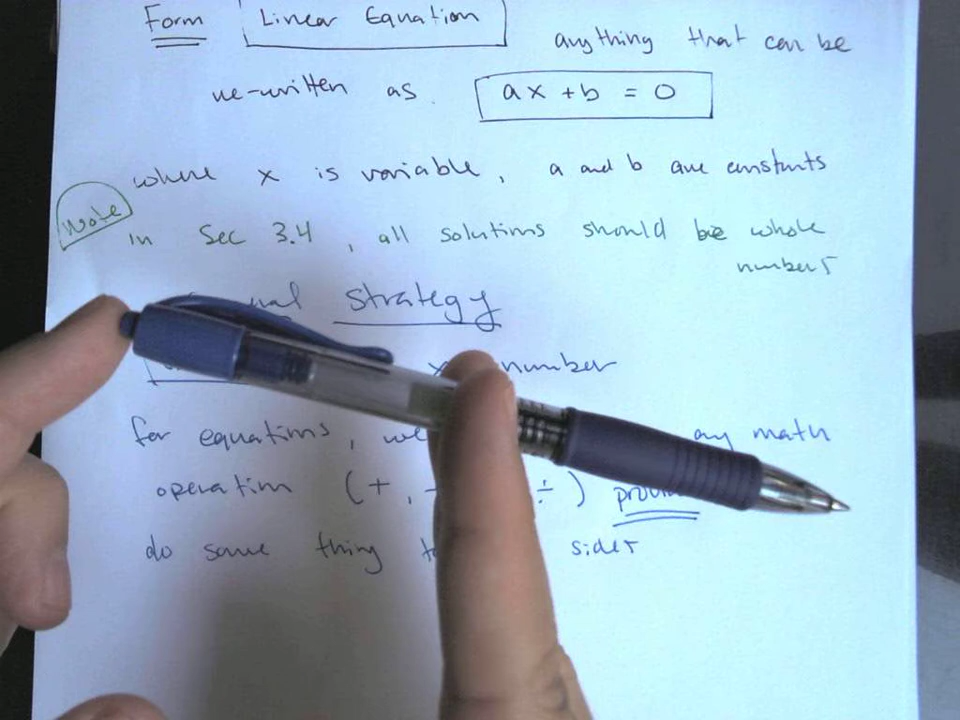 Form Linear Equation anything that can be
re-written as ax + b = 0
where x is variable, a and b are constants
Note
in Sec 3.4, all solutions should be whole
numbers
strategy
x number
for equations, we any math
operation (+, - ÷)
do same thing sides